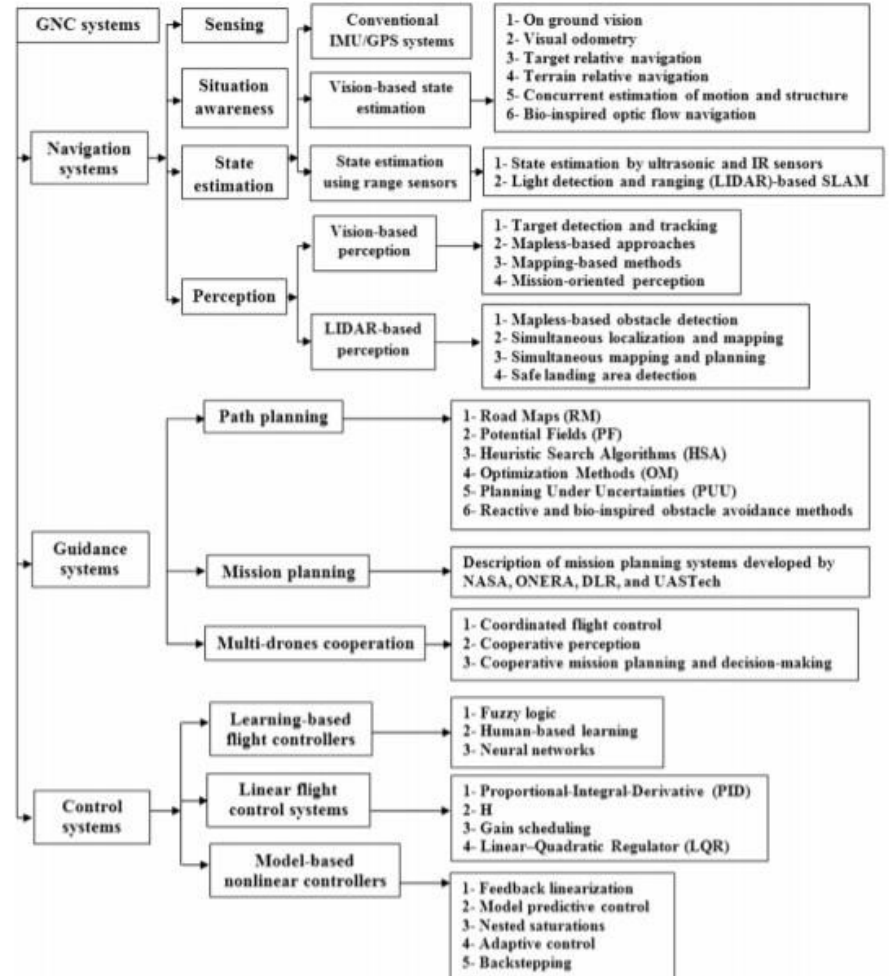 GNC systems
Sensing
Conventional
IMU/GPS systems
1- On ground vision
2- Visual odometry
3- Target relative navigation
4- Terrain relative navigation
5- Concurrent estimation of motion and structure
6- Bio-inspired optic flow navigation
Situation
awareness
Vision-based state
estimation
Navigation
systems
State
estimation
State estimation
using range sensors
1- State estimation by ultrasonic and IR sensors
2- Light detection and ranging (LIDAR)-based SLAM
Perception
Vision-based
perception
1- Target detection and tracking
2- Mapless-based approaches
3- Mapping-based methods
4- Mission-oriented perception
LIDAR-based
perception
1- Mapless-based obstacle detection
2- Simultaneous localization and mapping
3- Simultaneous mapping and planning
4- Safe landing area detection
Guidance
systems
Path planning
1- Road Maps (RM)
2- Potential Fields (PF)
3- Heuristic Search Algorithms (HSA)
4- Optimization Methods (OM)
5- Planning Under Uncertainties (PUU)
6- Reactive and bio-inspired obstacle avoidance methods
Mission planning
Description of mission planning systems developed by
NASA, ONERA, DLR, and UASTech
Multi-drones cooperation
1- Coordinated flight control
2- Cooperative perception
3- Cooperative mission planning and decision-making
Control
systems
Learning-based
flight controllers
1- Fuzzy logic
2- Human-based learning
3- Neural networks
Linear flight
control systems
1- Proportional-Integral-Derivative (PID)
2- H
3- Gain scheduling
4- Linear–Quadratic Regulator (LQR)
Model-based
nonlinear controllers
1- Feedback linearization
2- Model predictive control
3- Nested saturations
4- Adaptive control
5- Backstepping